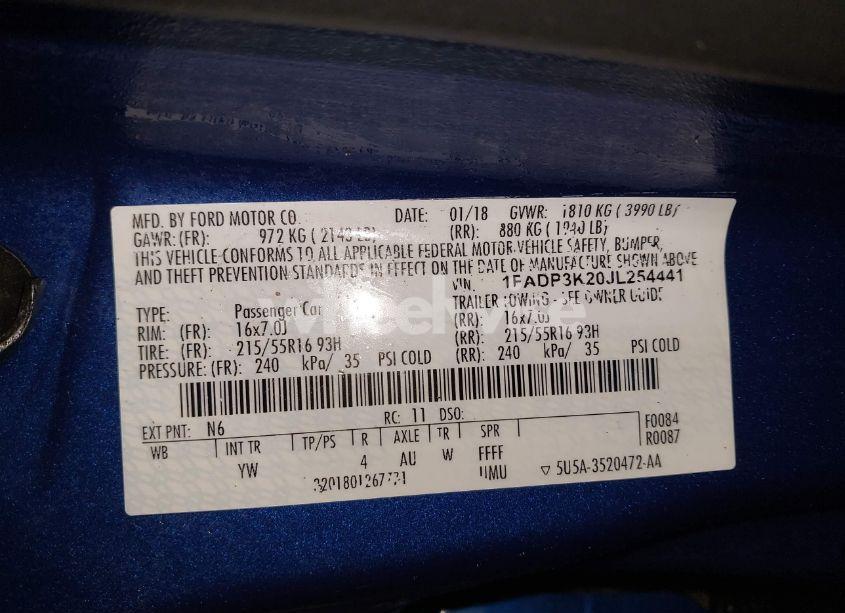 MFD. BY FORD MOTOR CO. DATE: 01/18 GVWR: 1810 KG ( 3990 LB)
GAWR: (FR): 972 KG ( 2143 LB) (RR): 880 KG ( 1940 LB)
THIS VEHICLE CONFORMS TO ALL APPLICABLE FEDERAL MOTOR VEHICLE SAFETY, BUMPER,
AND THEFT PREVENTION STANDARDS IN EFFECT ON THE DATE OF MANUFACTURE SHOWN ABOVE
VIN: 1FADP3K20JL254441
TYPE: Passenger Car TRAILER TOWING - SEE OWNER GUIDE
RIM: (FR): 16x7.0J (RR): 16x7.0J
TIRE: (FR): 215/55R16 93H (RR): 215/55R16 93H
PRESSURE: (FR): 240 kPa/ 35 PSI COLD (RR): 240 kPa/ 35 PSI COLD
RC: 11 DSO:
EXT PNT: N6 F0084
WB INT TR TP/PS R AXLE TR SPR R0087
YW 4 AU W FFFF
UMU ▽ 5U5A-3520472-AA